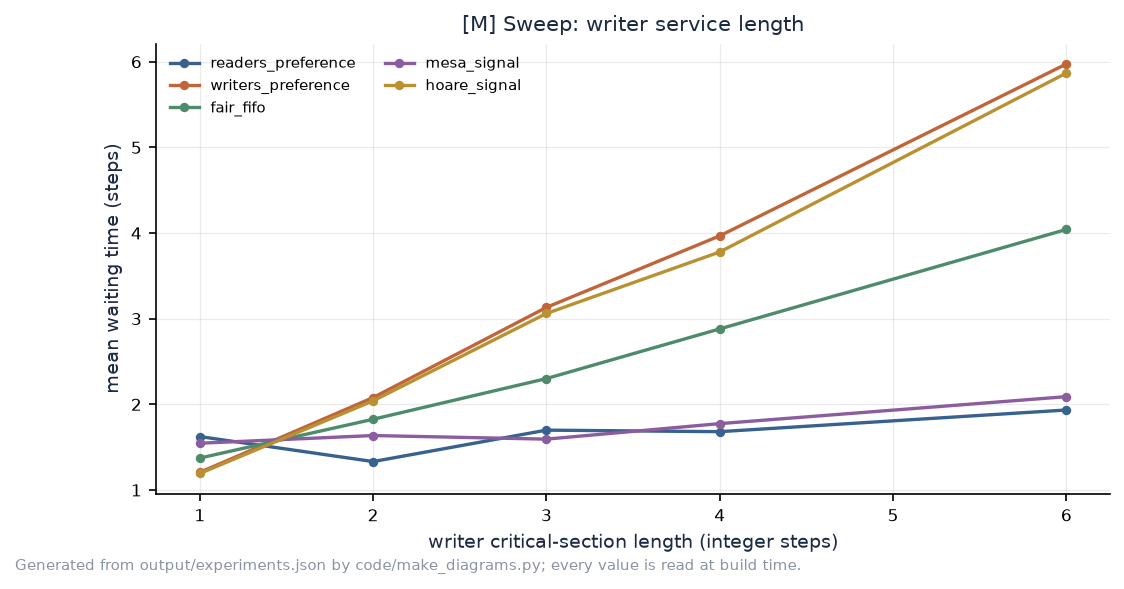 [M] Sweep: writer service length
readers_preference
writers_preference
fair_fifo
mesa_signal
hoare_signal
mean waiting time (steps)
6
5
4
3
2
1
1 2 3 4 5 6
writer critical-section length (integer steps)
Generated from output/experiments.json by code/make_diagrams.py; every value is read at build time.